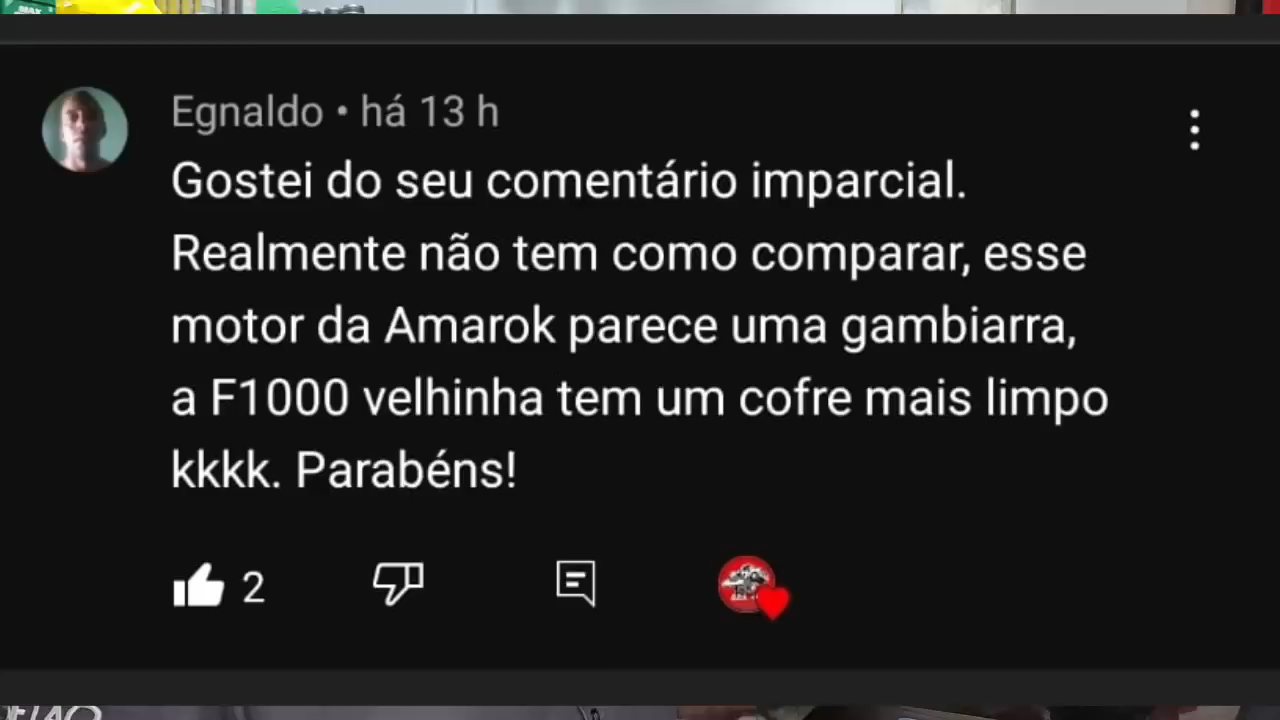 Egnaldo • há 13 h
Gostei do seu comentário imparcial.
Realmente não tem como comparar, esse
motor da Amarok parece uma gambiarra,
a F1000 velhinha tem um cofre mais limpo
kkkk. Parabéns!
2